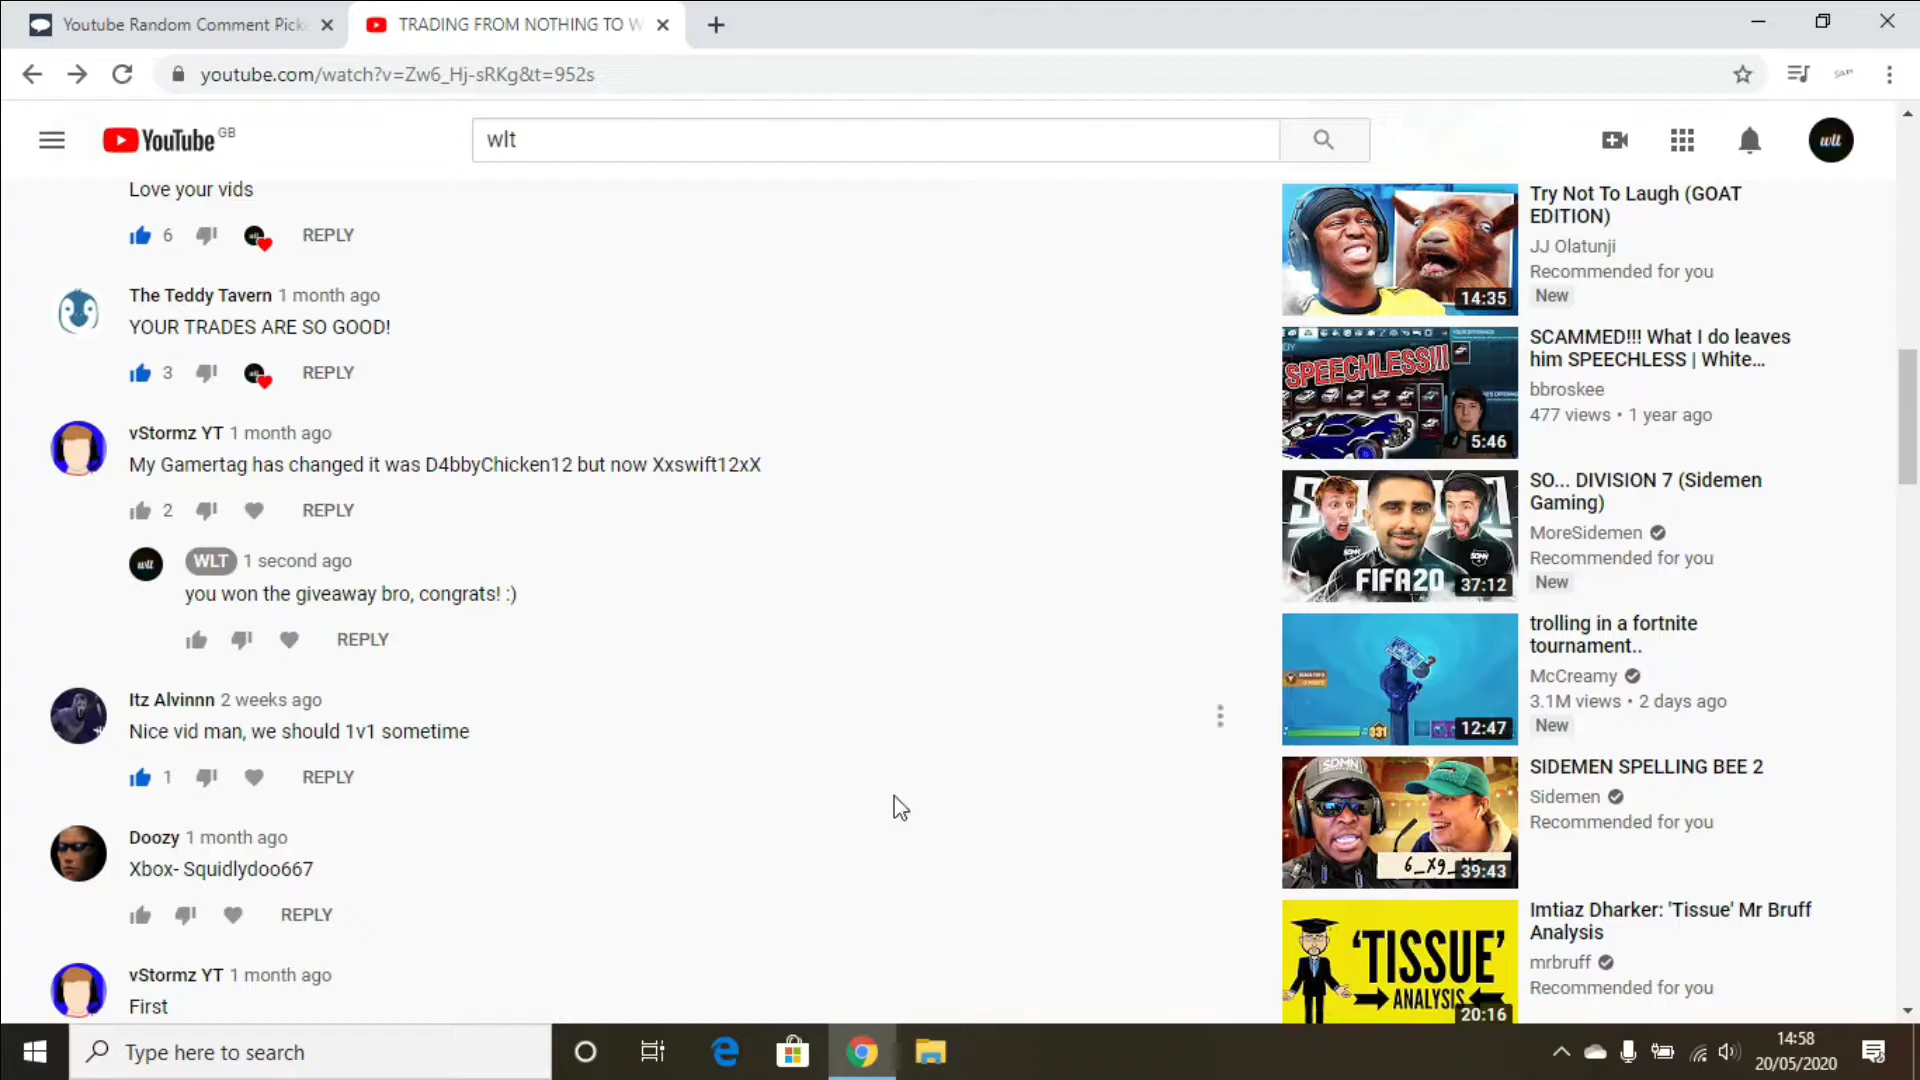 Youtube Random Comment Picke
TRADING FROM NOTHING TO W
youtube.com/watch?v=Zw6_Hj-sRKg&t=952s
YouTube GB
wlt
wlt
Love your vids
6 REPLY
The Teddy Tavern 1 month ago
YOUR TRADES ARE SO GOOD!
3 REPLY
vStormz YT 1 month ago
My Gamertag has changed it was D4bbyChicken12 but now Xxswift12xX
2 REPLY
wlt WLT 1 second ago
you won the giveaway bro, congrats! :)
REPLY
Itz Alvinnn 2 weeks ago
Nice vid man, we should 1v1 sometime
1 REPLY
Doozy 1 month ago
Xbox- Squidlydoo667
REPLY
vStormz YT 1 month ago
First
14:35
Try Not To Laugh (GOAT
EDITION)
JJ Olatunji
Recommended for you
New
SPEECHLESS!!!
5:46
SCAMMED!!! What I do leaves
him SPEECHLESS | White...
bbroskee
477 views • 1 year ago
FIFA20
37:12
SO... DIVISION 7 (Sidemen
Gaming)
MoreSidemen
Recommended for you
New
331
12:47
trolling in a fortnite
tournament..
McCreamy
3.1M views • 2 days ago
New
SDMN
39:43
SIDEMEN SPELLING BEE 2
Sidemen
Recommended for you
'TISSUE'
ANALYSIS
20:16
Imtiaz Dharker: 'Tissue' Mr Bruff
Analysis
mrbruff
Recommended for you
Type here to search
14:58
20/05/2020